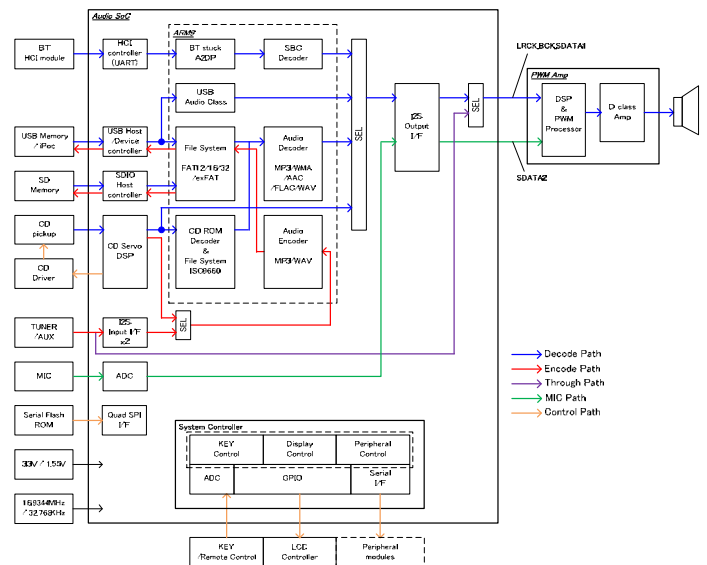 Audio SoC
ARM9
BT
HCI module
HCI
controller
(UART)
BT stuck
A2DP
SBC
Decoder
USB
Audio Class
USB Memory
/iPoc
USB Host
/Device
controller
File System
FAT12/16/32
/exFAT
Audio
Decoder
MP3/WMA
/AAC
/FLAC/WAV
SD
Memory
SDIO
Host
controller
CD
pickup
CD Servo
DSP
CD ROM
Decoder
&
File System
ISO9660
Audio
Encoder
MP3/WAV
CD
Driver
SEL
I2S-
Output
I/F
SEL
LRCK,BCK,SDATA1
SDATA2
PWM Amp
DSP
&
PWM
Processor
D class
Amp
TUNER
/AUX
I2S-
Input I/F
x2
SEL
MIC
ADC
Serial Flash
ROM
Quad SPI
I/F
3.3V / 1.55V
16.9344MHz
/ 32.768KHz
System Controller
KEY
Control
Display
Control
Peripheral
Control
ADC
GPIO
Serial
I/F
KEY
/Remote Control
LCD
Controller
Peripheral
modules
Decode Path
Encode Path
Through Path
MIC Path
Control Path